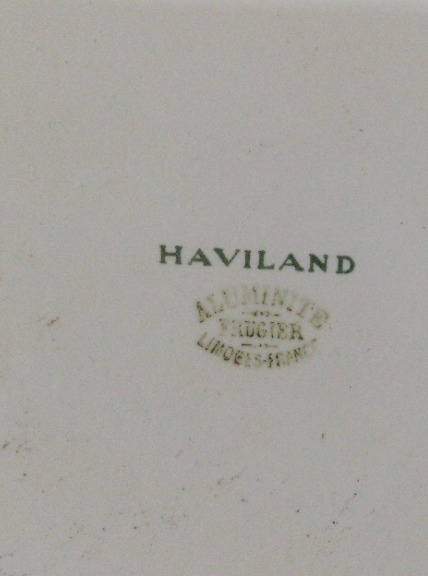 HAVILAND
ALUMINITE
FRUGIER
LIMOGES-FRANCE